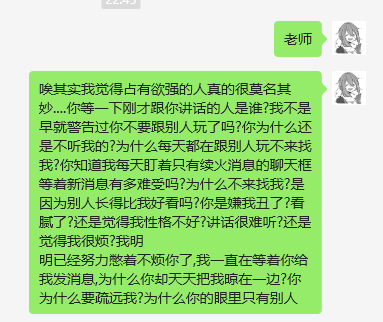 22:45
老师
唉其实我觉得占有欲强的人真的很莫名其
妙....你等一下刚才跟你讲话的人是谁?我不是
早就警告过你不要跟别人玩了吗?你为什么还
是不听我的?为什么每天都在跟别人玩不来找
我?你知道我每天盯着只有续火消息的聊天框
等着新消息有多难受吗?为什么不来找我?是
因为别人长得比我好看吗?你是嫌我丑了?看
腻了?还是觉得我性格不好?讲话很难听?还是
觉得我很烦?我明
明已经努力憋着不烦你了,我一直在等着你给
我发消息,为什么你却天天把我晾在一边?你
为什么要疏远我?为什么你的眼里只有别人